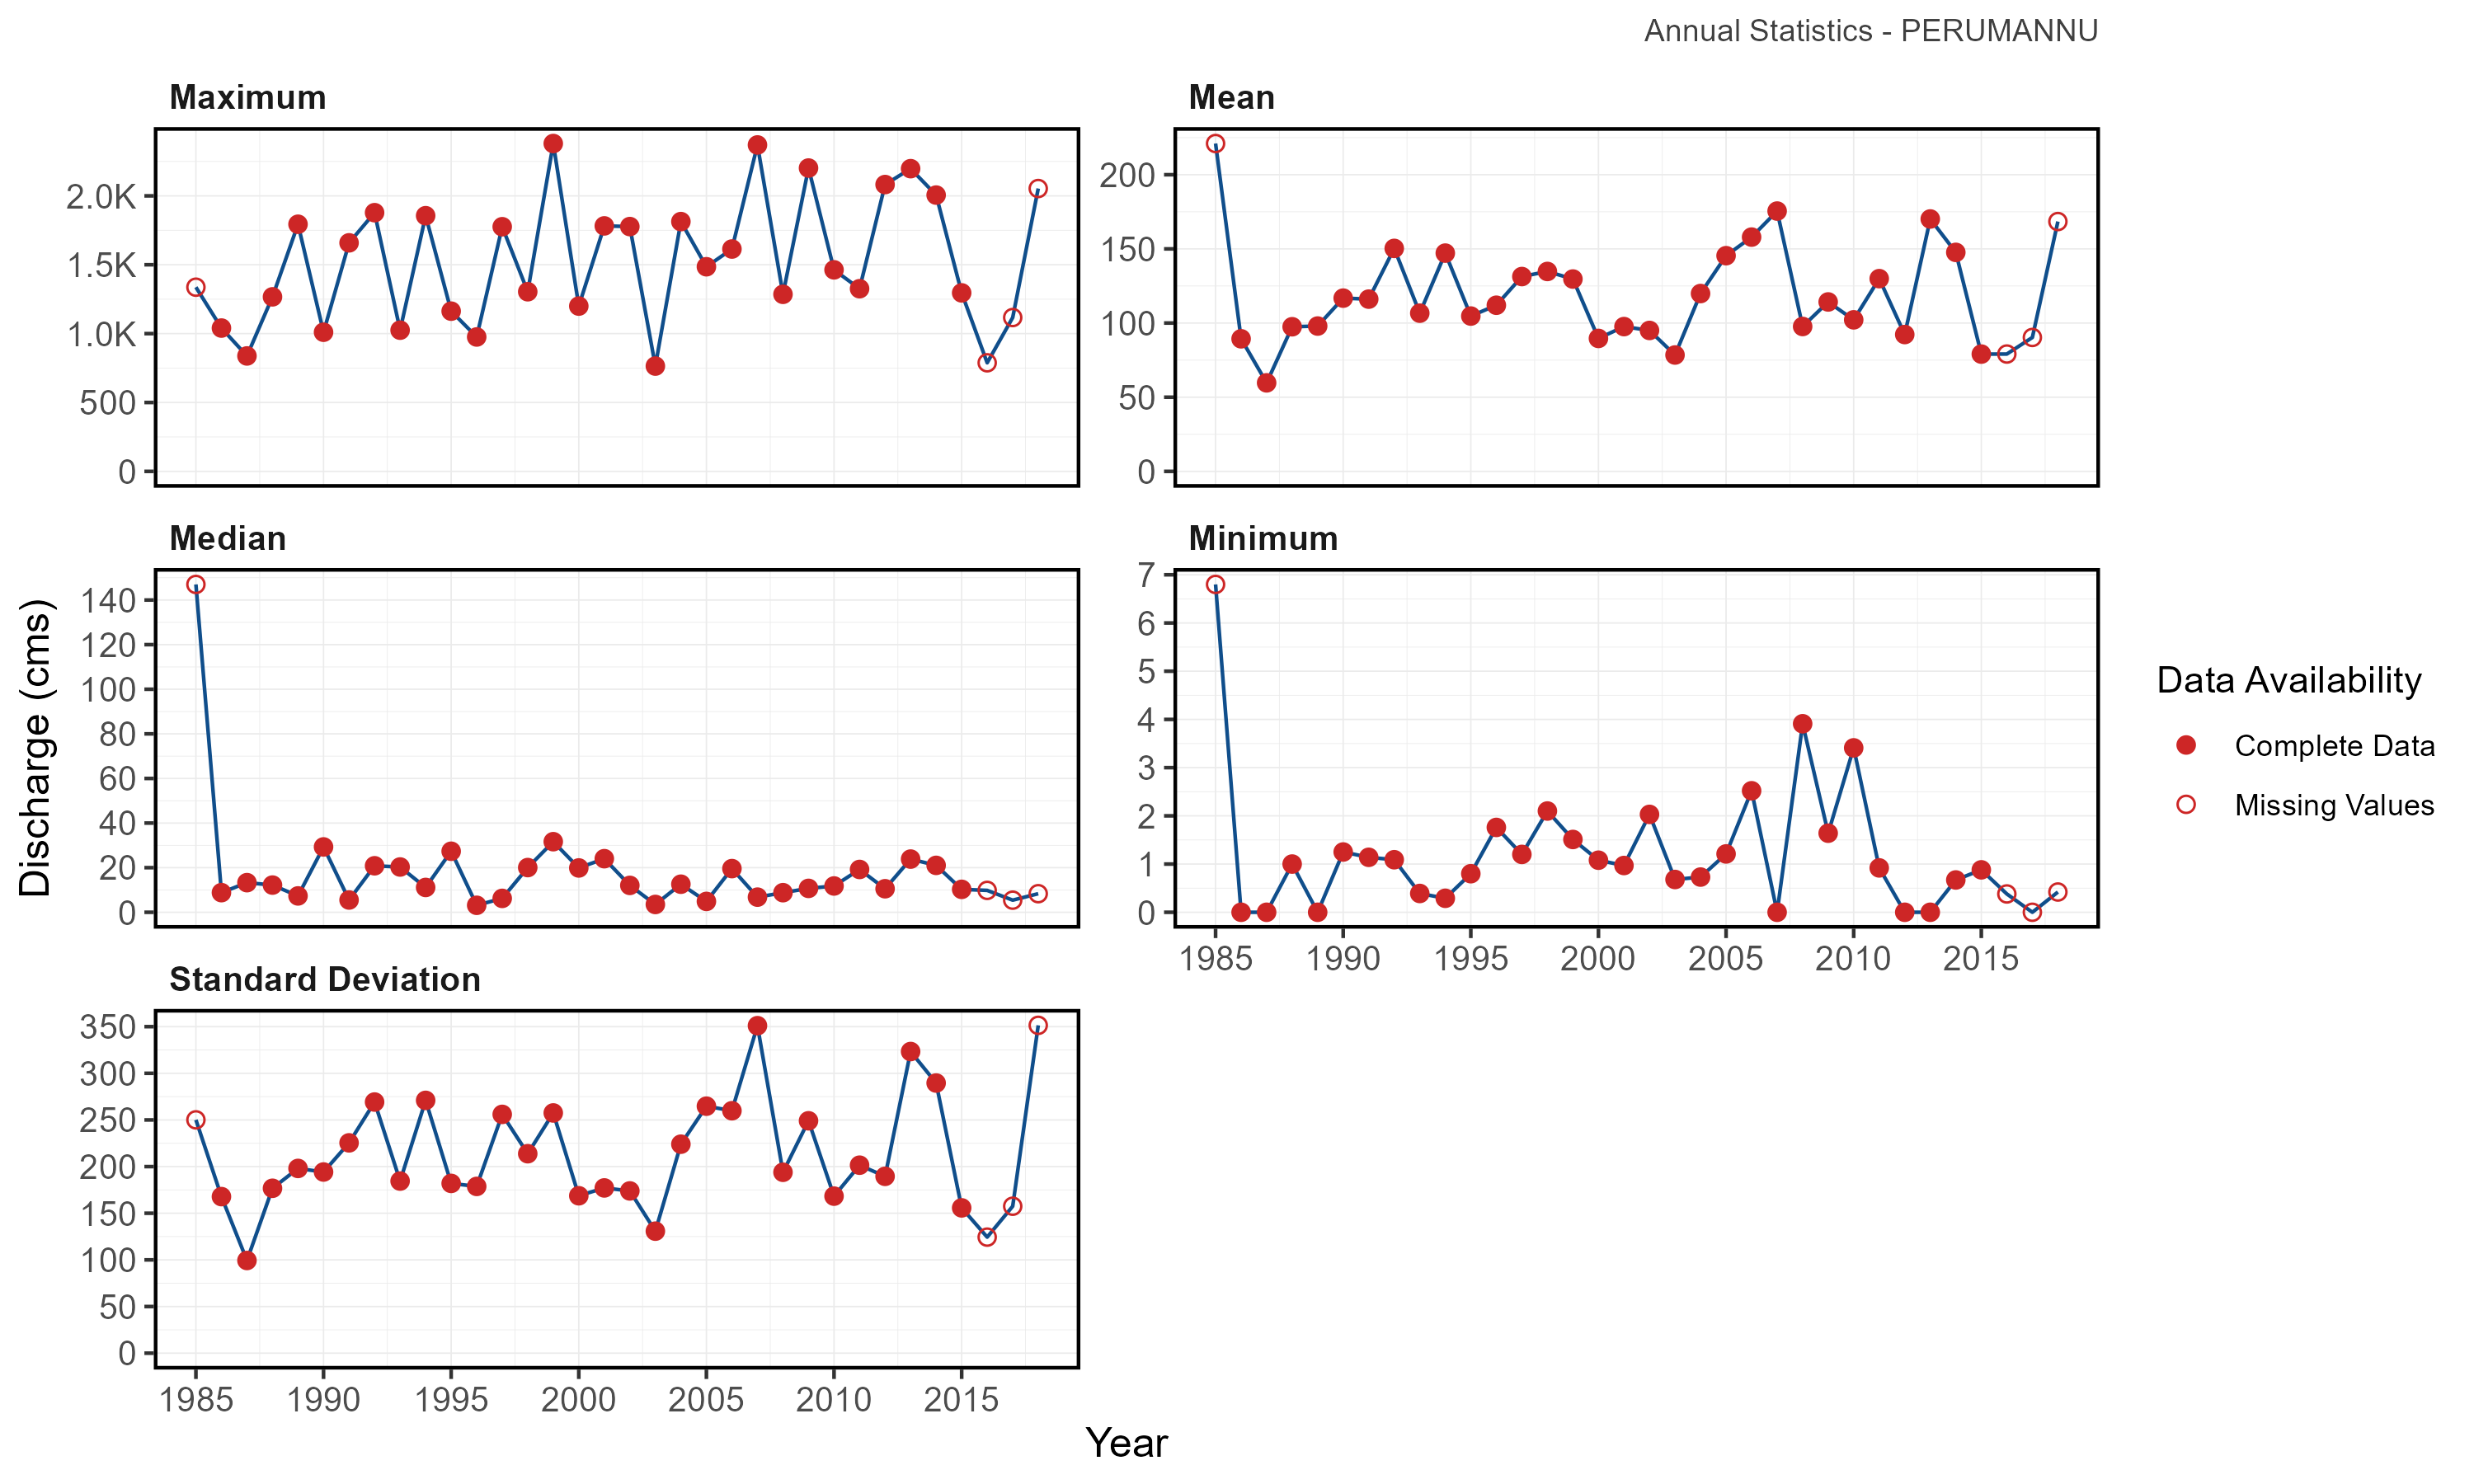 Annual Statistics - PERUMANNU
Maximum
2.0K
1.5K
1.0K
500
0
Mean
200
150
100
50
0
Median
140
120
100
80
60
40
20
0
Minimum
7
6
5
4
3
2
1
0
1985 1990 1995 2000 2005 2010 2015
Standard Deviation
350
300
250
200
150
100
50
0
1985 1990 1995 2000 2005 2010 2015
Discharge (cms)
Year
Data Availability
Complete Data
Missing Values